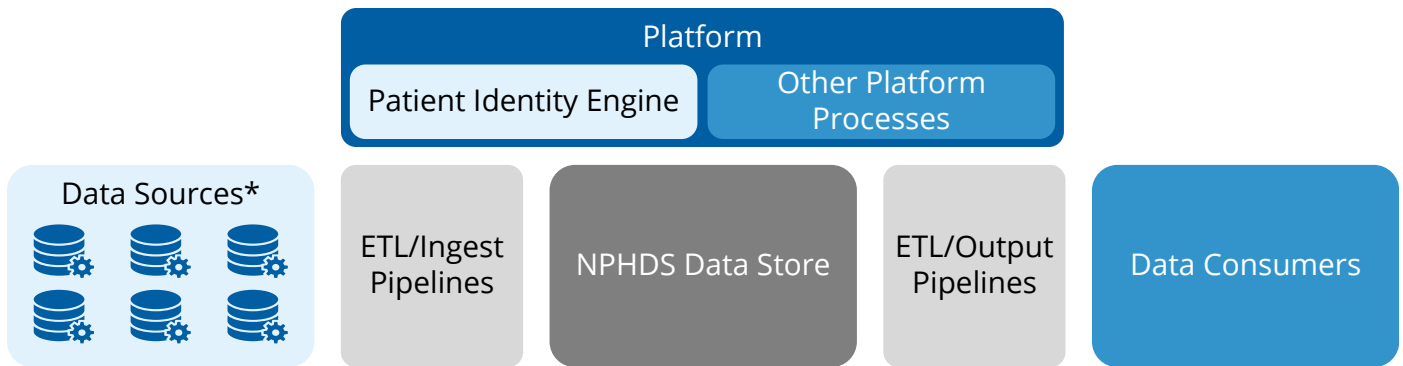 Platform
Patient Identity Engine
Other Platform
Processes
Data Sources*
ETL/Ingest
Pipelines
NPHDS Data Store
ETL/Output
Pipelines
Data Consumers